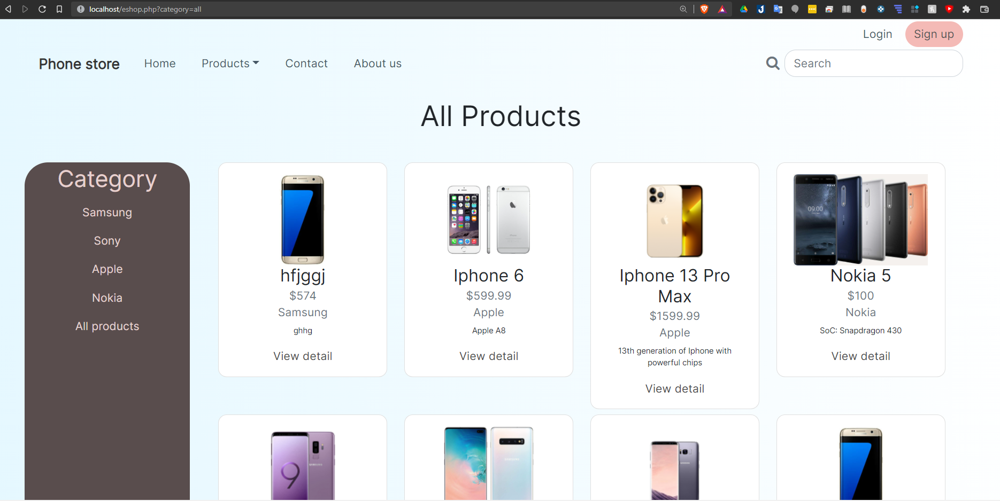 localhost/eshop.php?category=all
Login
Sign up
Phone store
Home
Products
Contact
About us
Search
All Products
Category
Samsung
Sony
Apple
Nokia
All products
hfjggj
$574
Samsung
ghhg
View detail
Iphone 6
$599.99
Apple
Apple A8
View detail
Iphone 13 Pro
Max
$1599.99
Apple
13th generation of Iphone with
powerful chips
View detail
09:00
Nokia 5
$100
Nokia
SoC: Snapdragon 430
View detail
9
SAMSUNG
SAMSUNG